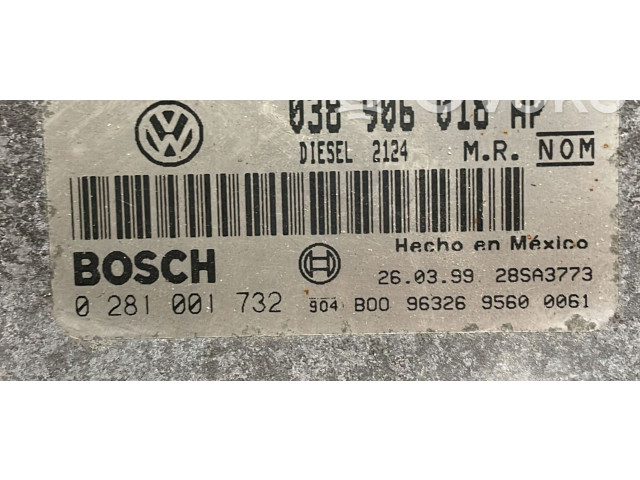 038 906 018 AP
DIESEL 2124 M.R. NOM
Hecho en México
BOSCH
26.03.99 28SA3773
0 281 001 732
904 B00 96326 9560 0061